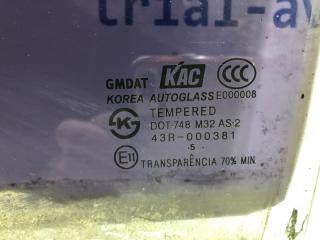 trial-av
GMDAT KAC CCC
KOREA AUTOGLASS E000008
TEMPERED
DOT-748 M32 AS-2
43R-000381
5
E11 TRANSPARÊNCIA 70% MIN.